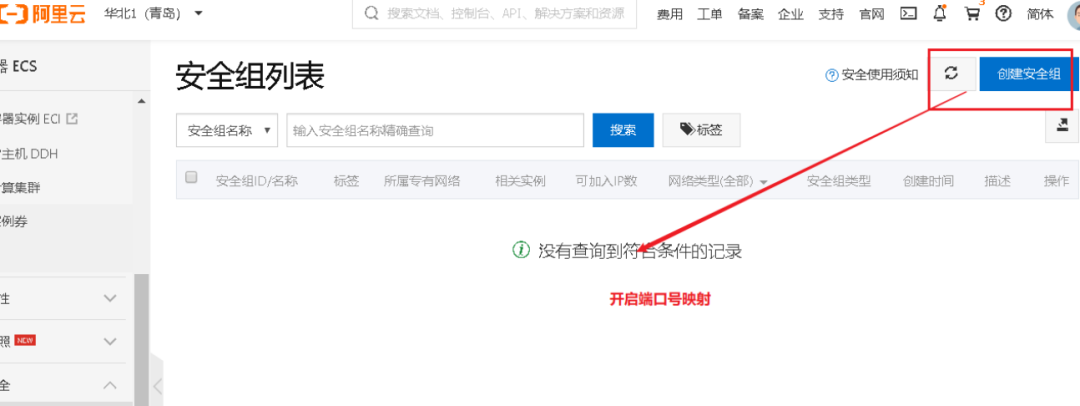 阿里云 华北1（青岛） 搜索文档、控制台、API、解决方案和资源 费用 工单 备案 企业 支持 官网 3 简体
器 ECS
安全组列表 安全使用须知 创建安全组
容器实例 ECI
主机 DDH
算集群
例券
性
照 NEW
全
安全组名称 输入安全组名称精确查询 搜索 标签
安全组ID/名称 标签 所属专有网络 相关实例 可加入IP数 网络类型(全部) 安全组类型 创建时间 描述 操作
没有查询到符合条件的记录
开启端口号映射